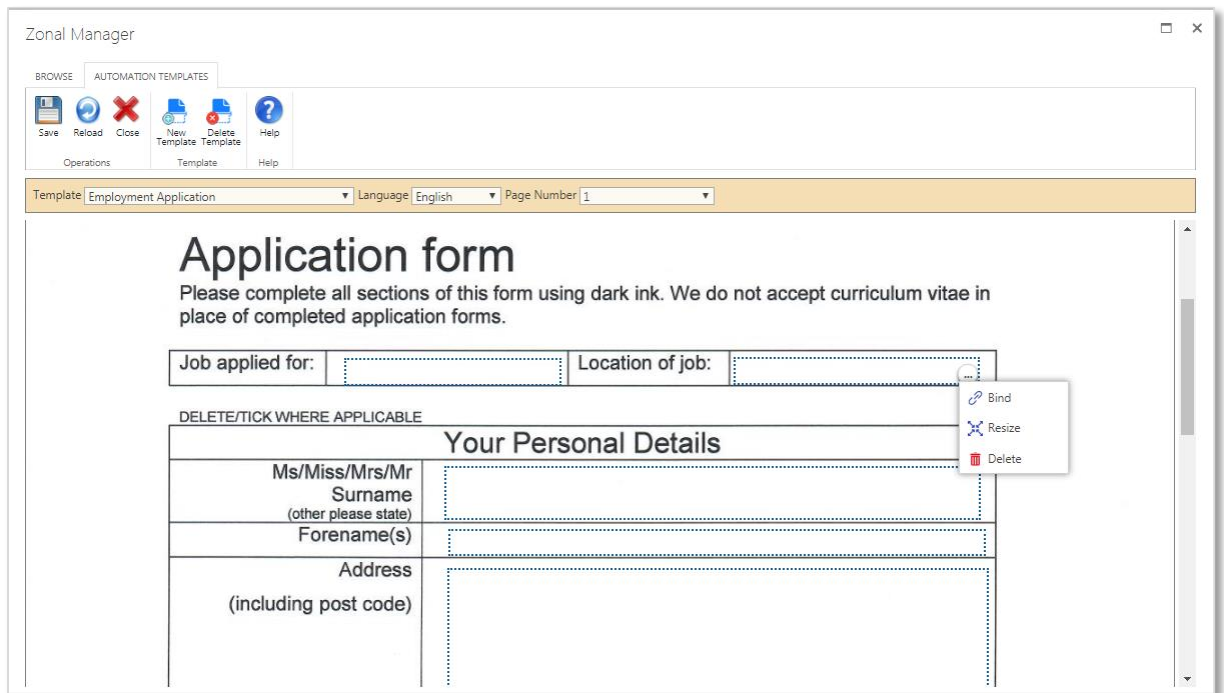 Zonal Manager
BROWSE AUTOMATION TEMPLATES
Save Reload Close New Template Delete Template Help
Operations Template Help
Template Employment Application Language English Page Number 1
Application form
Please complete all sections of this form using dark ink. We do not accept curriculum vitae in
place of completed application forms.
Job applied for: Location of job:
...
Bind
Resize
Delete
DELETE/TICK WHERE APPLICABLE
Your Personal Details
Ms/Miss/Mrs/Mr
Surname
(other please state)
Forename(s)
Address
(including post code)